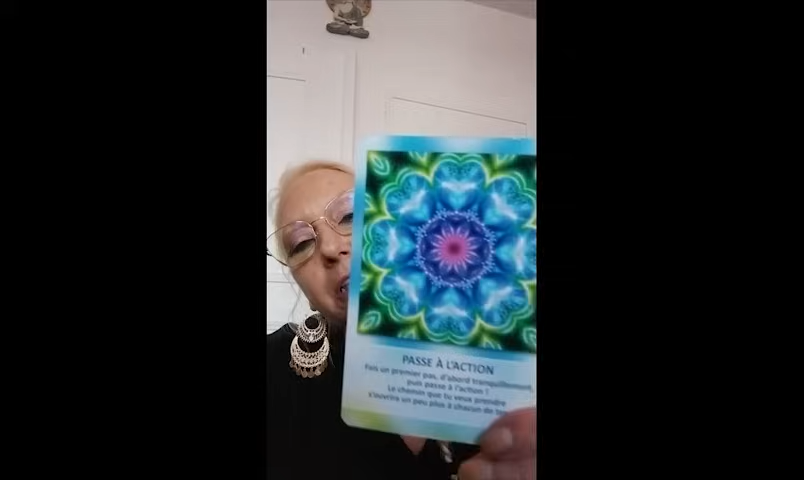 PASSE À L'ACTION
Fais un premier pas, d'abord tranquillement,
puis passe à l'action !
Le chemin que tu veux prendre
s'ouvrira un peu plus à chacun de